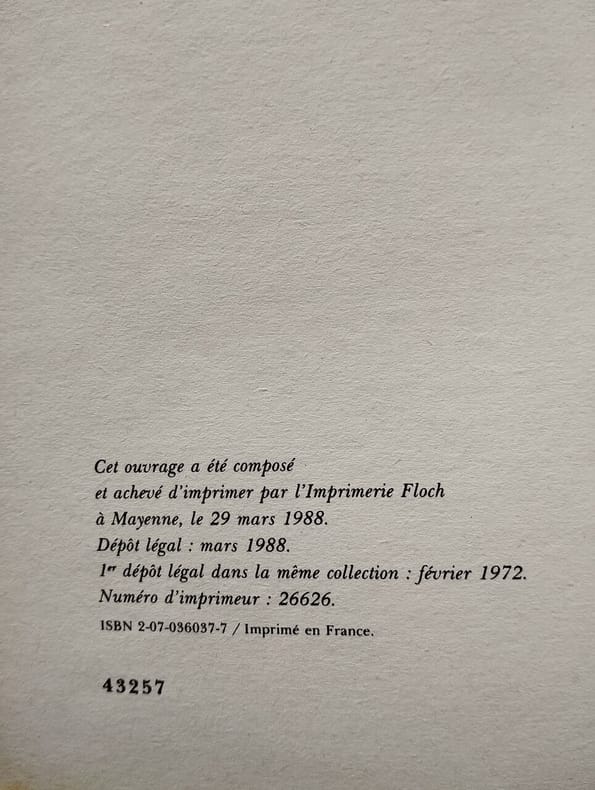 Cet ouvrage a été composé
et achevé d'imprimer par l'Imprimerie Floch
à Mayenne, le 29 mars 1988.
Dépôt légal : mars 1988.
1er dépôt légal dans la même collection : février 1972.
Numéro d'imprimeur : 26626.
ISBN 2-07-036037-7 / Imprimé en France.
43257